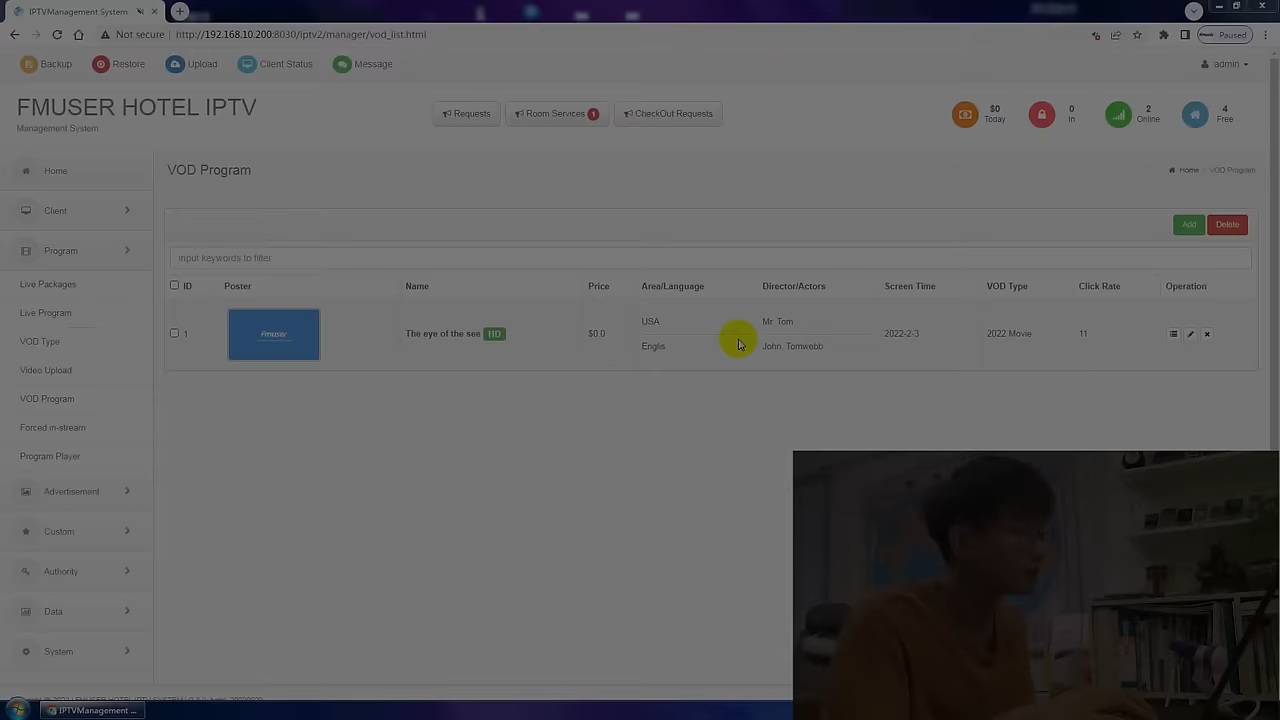 IPTVManagement System
Not secure
http://192.168.10.200:8030/iptv2/manager/vod_list.html
Paused
Backup
Restore
Upload
Client Status
Message
admin
FMUSER HOTEL IPTV
Management System
Requests
Room Services 1
CheckOut Requests
$0
Today
0
In
2
Online
4
Free
Home
Client
Program
Live Packages
Live Program
VOD Type
Video Upload
VOD Program
Forced in-stream
Program Player
Advertisement
Custom
Authority
Data
System
VOD Program
Home
VOD Program
Add
Delete
input keywords to filter
ID Poster Name Price Area/Language Director/Actors Screen Time VOD Type Click Rate Operation
1
Fmuser
The eye of the see HD
$0.0
USA
Englis
Mr. Tom
John. Tomwebb
2022-2-3
2022 Movie
11
IPTVManagement ...